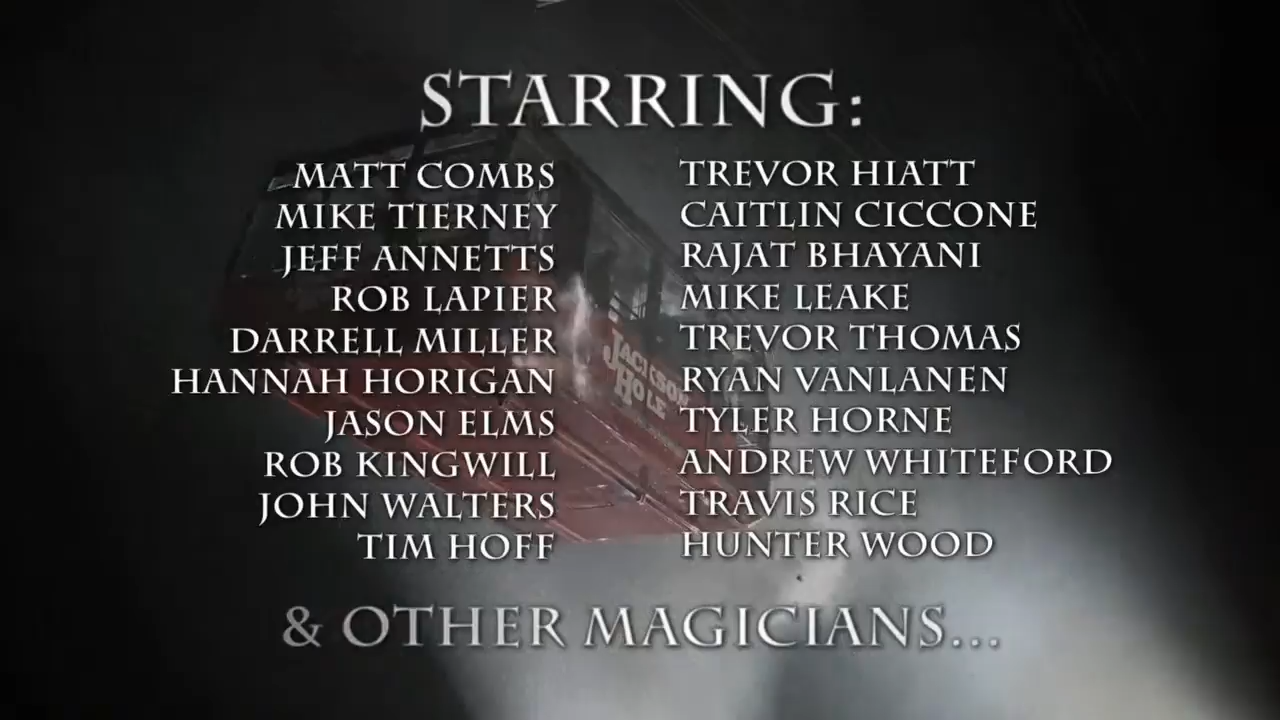 STARRING:
MATT COMBS
MIKE TIERNEY
JEFF ANNETTS
ROB LAPIER
DARRELL MILLER
HANNAH HORIGAN
JASON ELMS
ROB KINGWILL
JOHN WALTERS
TIM HOFF
TREVOR HIATT
CAITLIN CICCONE
RAJAT BHAYANI
MIKE LEAKE
TREVOR THOMAS
RYAN VANLANEN
TYLER HORNE
ANDREW WHITEFORD
TRAVIS RICE
HUNTER WOOD
& OTHER MAGICIANS...
JACKSON
HOLE